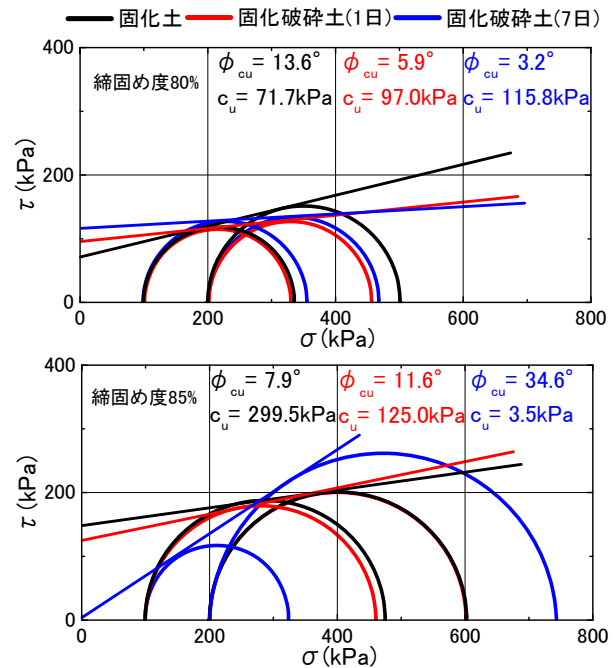 固化土 固化破砕土(1日) 固化破砕土(7日)
400
締固め度80%
ϕcu= 13.6° ϕcu= 5.9° ϕcu= 3.2°
cu= 71.7kPa cu= 97.0kPa cu= 115.8kPa
τ(kPa)
200
0
0 200 400 600 800
σ(kPa)
400
締固め度85%
ϕcu= 7.9° ϕcu= 11.6° ϕcu= 34.6°
cu= 299.5kPa cu= 125.0kPa cu= 3.5kPa
τ(kPa)
200
0
0 200 400 600 800
σ(kPa)